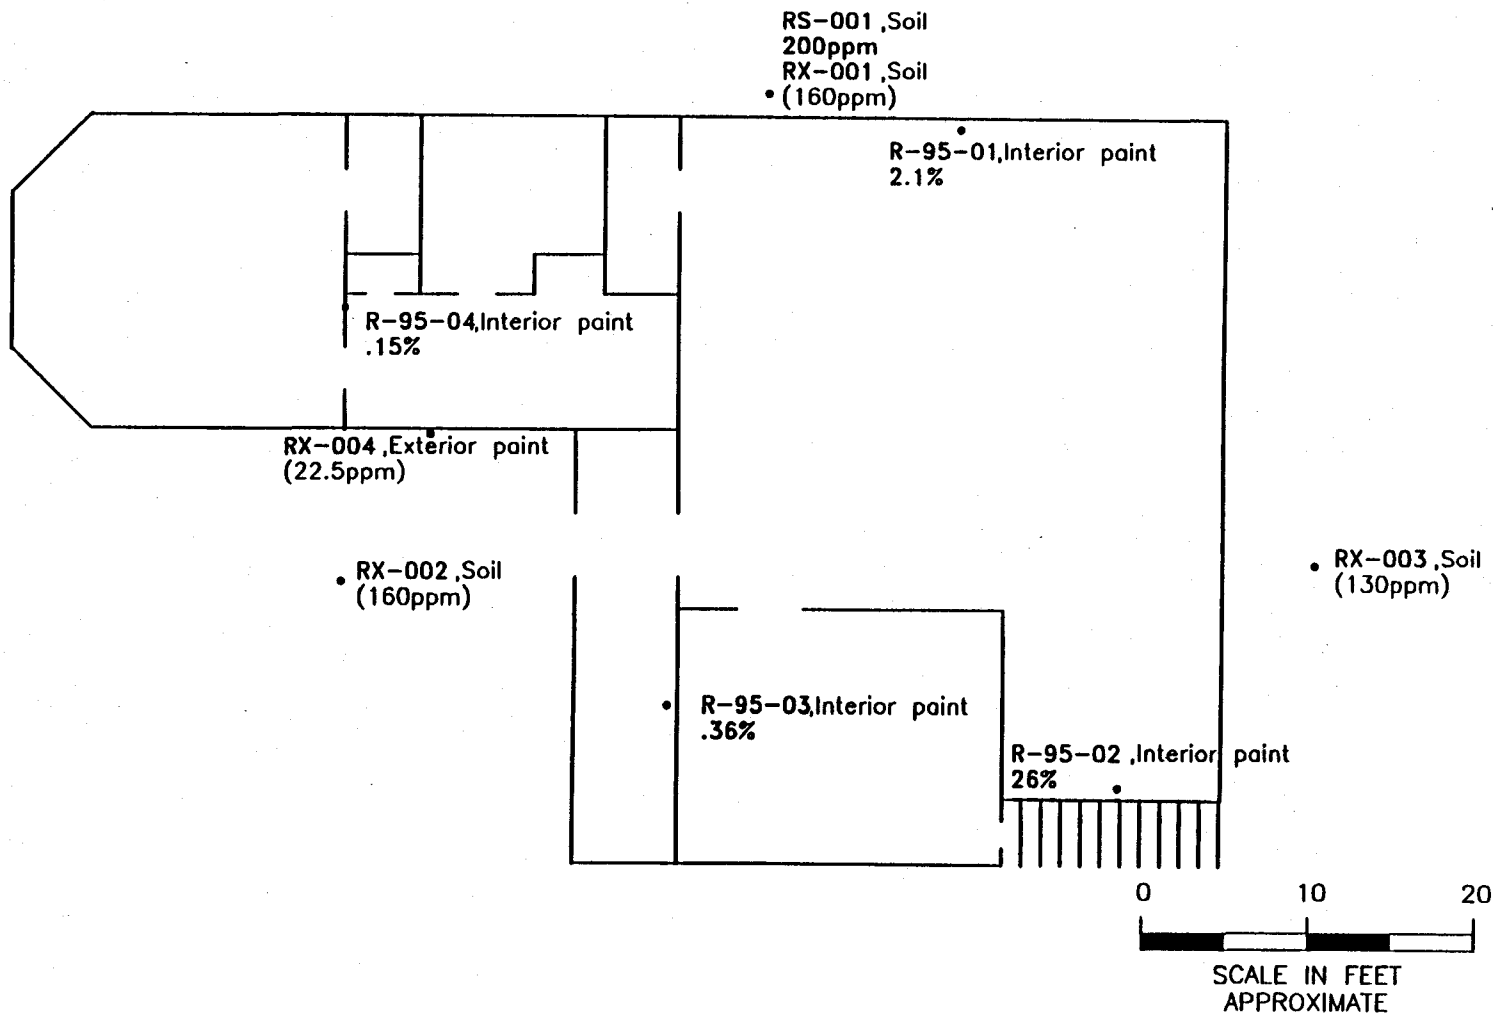 RS-001 ,Soil
200ppm
RX-001 ,Soil
(160ppm)
R-95-01,Interior paint
2.1%
R-95-04,Interior paint
.15%
RX-004 ,Exterior paint
(22.5ppm)
RX-002 ,Soil
(160ppm)
RX-003 ,Soil
(130ppm)
R-95-03,Interior paint
.36%
R-95-02 ,Interior paint
26%
0 10 20
SCALE IN FEET
APPROXIMATE